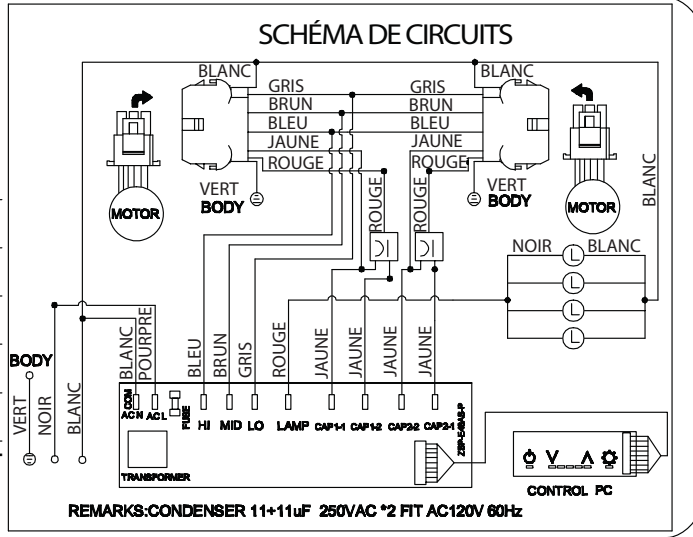 SCHÉMA DE CIRCUITS
BLANC
BLANC
GRIS
GRIS
BRUN
BRUN
BLEU
BLEU
JAUNE
JAUNE
ROUGE
ROUGE
VERT
BODY
VERT
BODY
MOTOR
MOTOR
BLANC
ROUGE
ROUGE
NOIR
BLANC
L
L
L
L
BODY
VERT
NOIR
BLANC
BLANC
POURPRE
BLEU
BRUN
GRIS
ROUGE
JAUNE
JAUNE
JAUNE
JAUNE
COM
AC N
AC L
FUSE
HI
MID
LO
LAMP
CAP1-1
CAP1-2
CAP2-2
CAP2-1
TRANSFORMER
CONTROL PC
REMARKS:CONDENSER 11+11uF 250VAC *2 FIT AC120V 60Hz